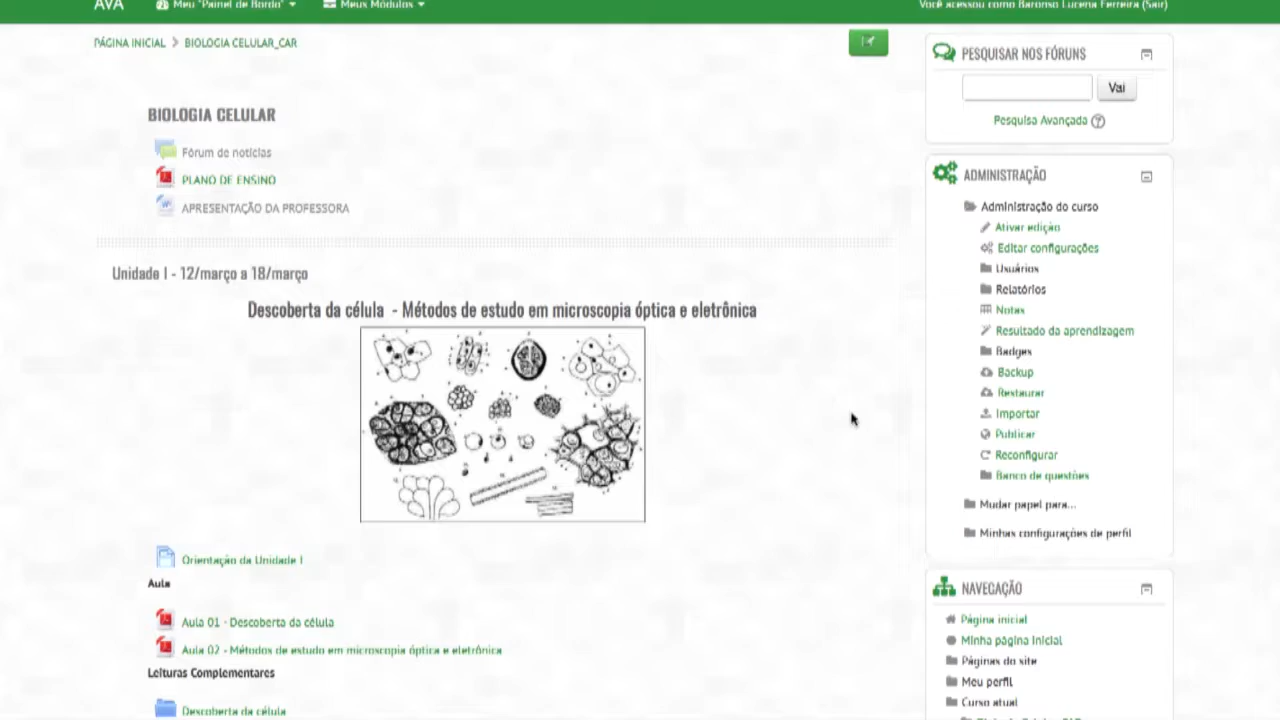 AVA
Meu "Painel de Bordo"
Meus Módulos
Você acessou como Baronso Lucena Ferreira (Sair)
PÁGINA INICIAL
BIOLOGIA CELULAR_CAR
BIOLOGIA CELULAR
Fórum de notícias
PLANO DE ENSINO
APRESENTAÇÃO DA PROFESSORA
Unidade I - 12/março a 18/março
Descoberta da célula - Métodos de estudo em microscopia óptica e eletrônica
Orientação da Unidade I
Aula
Aula 01 - Descoberta da célula
Aula 02 - Métodos de estudo em microscopia óptica e eletrônica
Leituras Complementares
Descoberta da célula
PESQUISAR NOS FÓRUNS
Vai
Pesquisa Avançada
ADMINISTRAÇÃO
Administração do curso
Ativar edição
Editar configurações
Usuários
Relatórios
Notas
Resultado da aprendizagem
Badges
Backup
Restaurar
Importar
Publicar
Reconfigurar
Banco de questões
Mudar papel para...
Minhas configurações de perfil
NAVEGAÇÃO
Página inicial
Minha página inicial
Páginas do site
Meu perfil
Curso atual